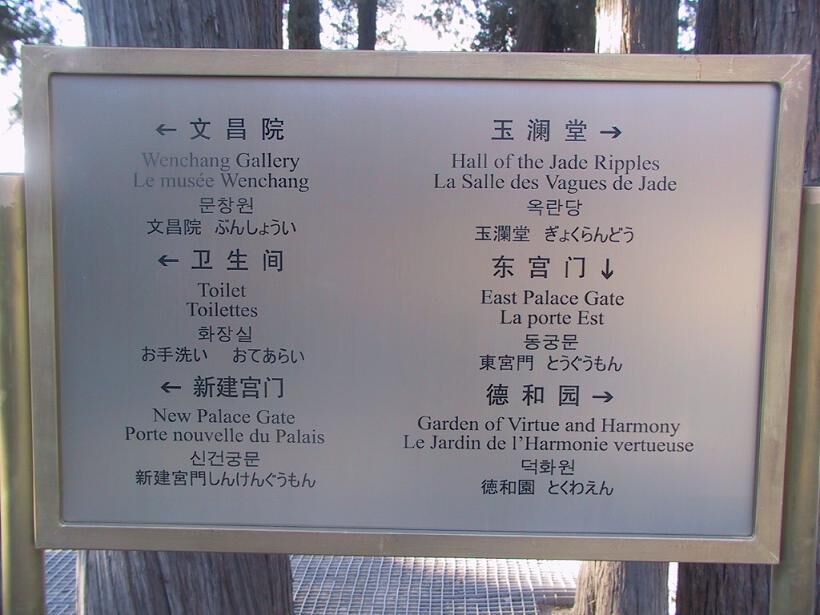 ← 文昌院
Wenchang Gallery
Le musée Wenchang
문창원
文昌院 ぶんしょうい
← 卫生间
Toilet
Toilettes
화장실
お手洗い おてあらい
← 新建宫门
New Palace Gate
Porte nouvelle du Palais
신건궁문
新建宮門しんけんぐうもん
玉澜堂 →
Hall of the Jade Ripples
La Salle des Vagues de Jade
옥란당
玉瀾堂 ぎょくらんどう
东宫门 ↓
East Palace Gate
La porte Est
동궁문
東宮門 とうぐうもん
德和园 →
Garden of Virtue and Harmony
Le Jardin de l'Harmonie vertueuse
덕화원
徳和園 とくわえん